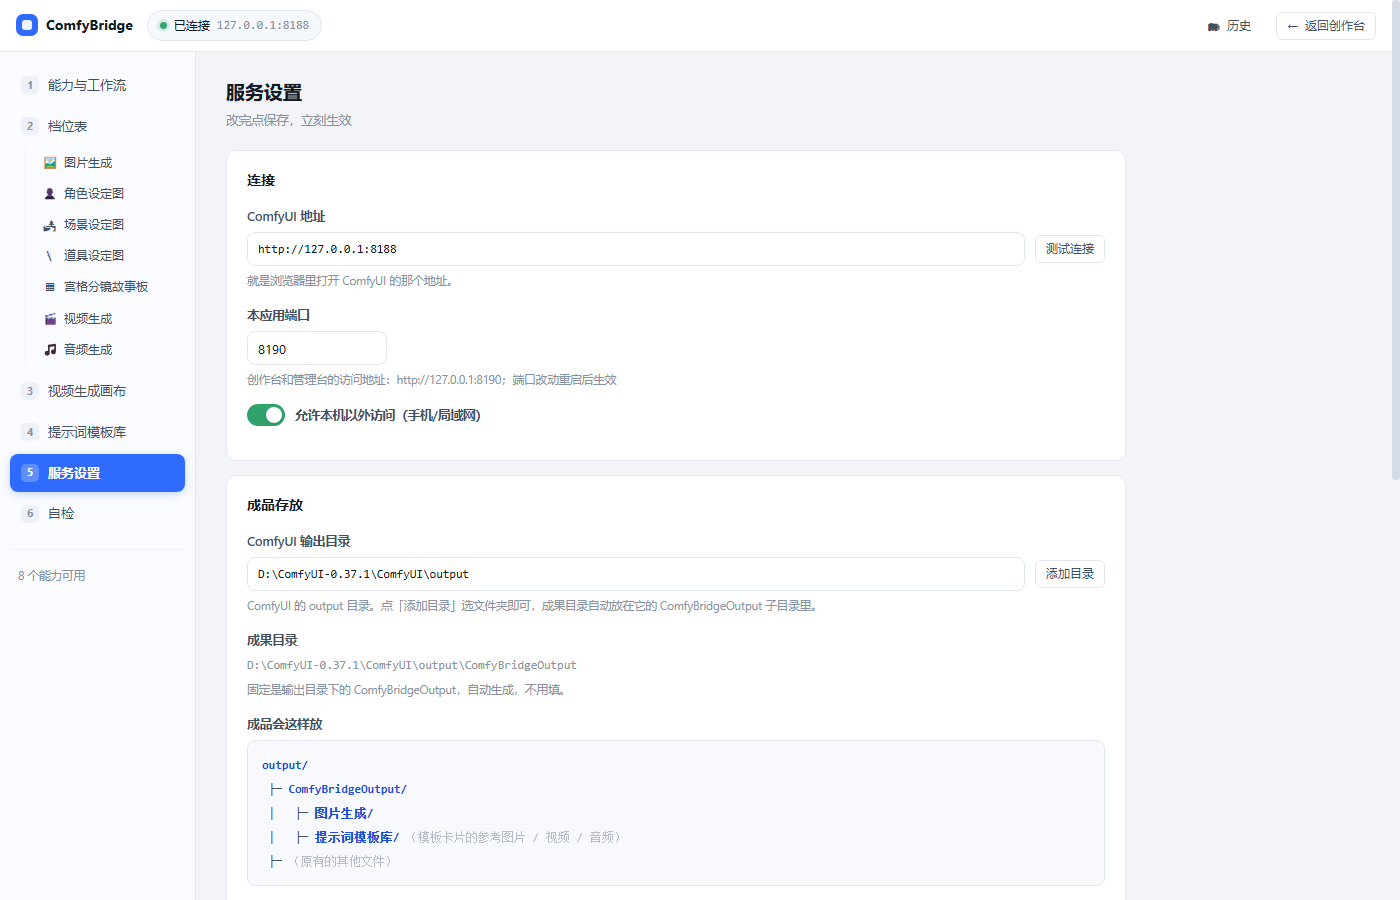 ComfyBridge
已连接 127.0.0.1:8188
历史
← 返回创作台
1 能力与工作流
2 档位表
图片生成
角色设定图
场景设定图
道具设定图
宫格分镜故事板
视频生成
音频生成
3 视频生成画布
4 提示词模板库
5 服务设置
6 自检
8 个能力可用
服务设置
改完点保存，立刻生效
连接
ComfyUI 地址
http://127.0.0.1:8188
测试连接
就是浏览器里打开 ComfyUI 的那个地址。
本应用端口
8190
创作台和管理台的访问地址：http://127.0.0.1:8190；端口改动重启后生效
允许本机以外访问（手机/局域网）
成品存放
ComfyUI 输出目录
D:\ComfyUI-0.37.1\ComfyUI\output
添加目录
ComfyUI 的 output 目录。点「添加目录」选文件夹即可，成果目录自动放在它的 ComfyBridgeOutput 子目录里。
成果目录
D:\ComfyUI-0.37.1\ComfyUI\output\ComfyBridgeOutput
固定是输出目录下的 ComfyBridgeOutput，自动生成，不用填。
成品会这样放
output/
├─ ComfyBridgeOutput/
│ ├─ 图片生成/
│ ├─ 提示词模板库/ （模板卡片的参考图片 / 视频 / 音频）
├─ （原有的其他文件）